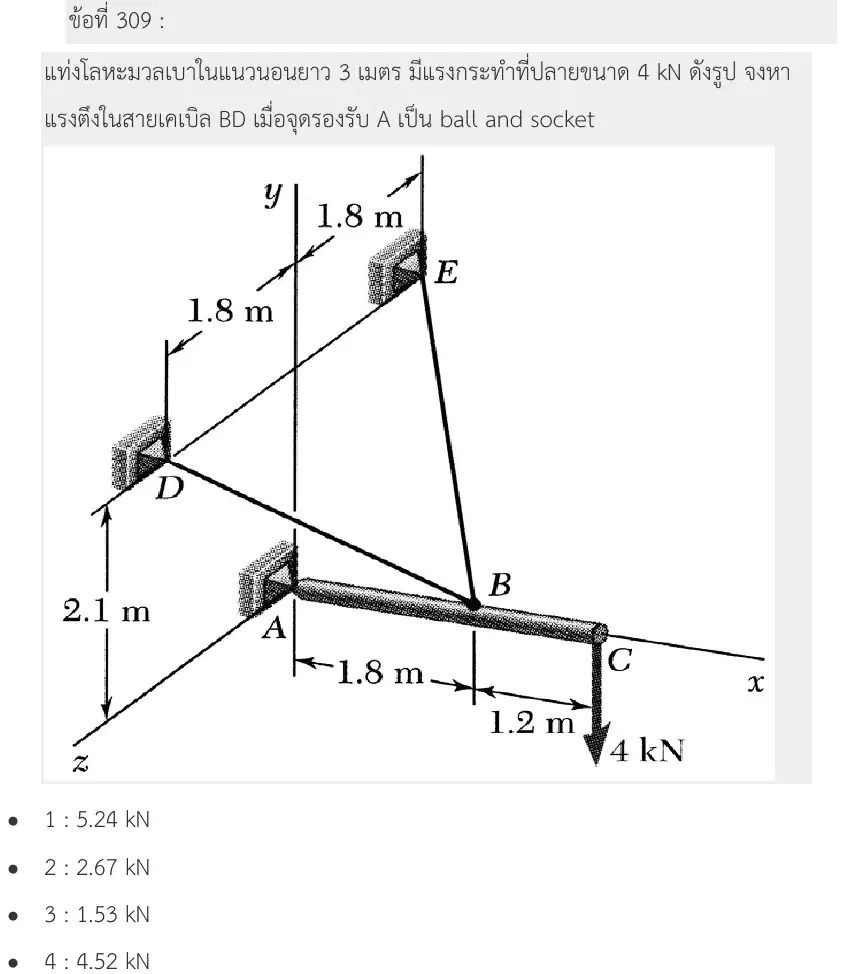 ข้อที่ 309 :
แท่งโลหะมวลเบาในแนวนอนยาว 3 เมตร มีแรงกระทำที่ปลายขนาด 4 kN ดังรูป จงหา
แรงตึงในสายเคเบิล BD เมื่อจุดรองรับ A เป็น ball and socket
y
1.8 m
E
1.8 m
D
B
2.1 m
A
C
1.8 m
x
1.2 m
4 kN
z
1 : 5.24 kN
2 : 2.67 kN
3 : 1.53 kN
4 : 4.52 kN